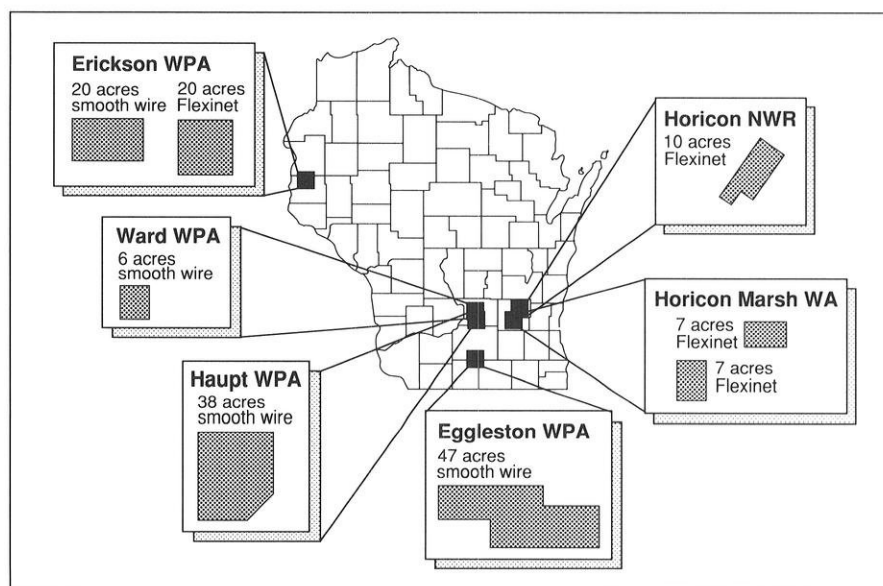 Erickson WPA
20 acres
smooth wire
20 acres
Flexinet
Horicon NWR
10 acres
Flexinet
Ward WPA
6 acres
smooth wire
Horicon Marsh WA
7 acres
Flexinet
7 acres
Flexinet
Haupt WPA
38 acres
smooth wire
Eggleston WPA
47 acres
smooth wire